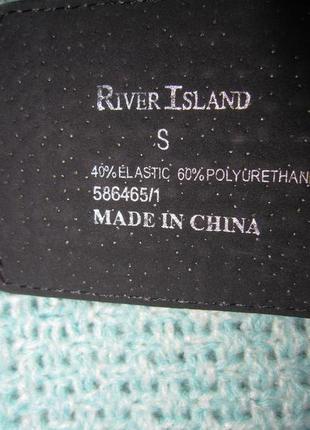 RIVER ISLAND
S
40% ELASTIC 60% POLYURETHAN
586465/1
MADE IN CHINA